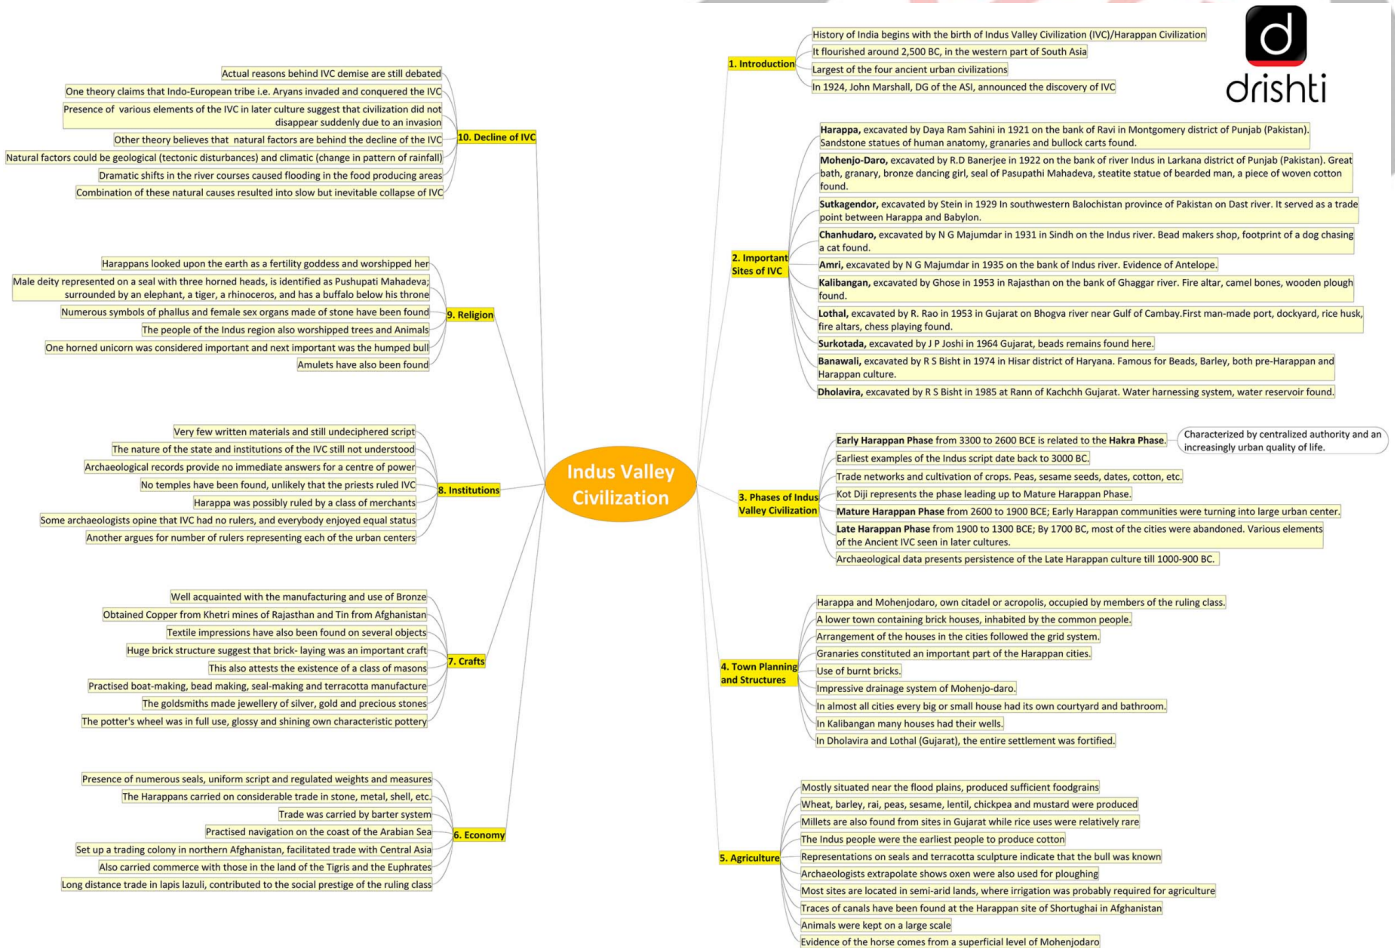 drishti
Indus Valley
Civilization
1. Introduction
History of India begins with the birth of Indus Valley Civilization (IVC)/Harappan Civilization
It flourished around 2,500 BC, in the western part of South Asia
Largest of the four ancient urban civilizations
In 1924, John Marshall, DG of the ASI, announced the discovery of IVC
2. Important
Sites of IVC
Harappa, excavated by Daya Ram Sahini in 1921 on the bank of Ravi in Montgomery district of Punjab (Pakistan).
Sandstone statues of human anatomy, granaries and bullock carts found.
Mohenjo-Daro, excavated by R.D Banerjee in 1922 on the bank of river Indus in Larkana district of Punjab (Pakistan). Great
bath, granary, bronze dancing girl, seal of Pasupathi Mahadeva, steatite statue of bearded man, a piece of woven cotton
found.
Sutkagendor, excavated by Stein in 1929 In southwestern Balochistan province of Pakistan on Dast river. It served as a trade
point between Harappa and Babylon.
Chanhudaro, excavated by N G Majumdar in 1931 in Sindh on the Indus river. Bead makers shop, footprint of a dog chasing
a cat found.
Amri, excavated by N G Majumdar in 1935 on the bank of Indus river. Evidence of Antelope.
Kalibangan, excavated by Ghose in 1953 in Rajasthan on the bank of Ghaggar river. Fire altar, camel bones, wooden plough
found.
Lothal, excavated by R. Rao in 1953 in Gujarat on Bhogva river near Gulf of Cambay.First man-made port, dockyard, rice husk,
fire altars, chess playing found.
Surkotada, excavated by J P Joshi in 1964 Gujarat, beads remains found here.
Banawali, excavated by R S Bisht in 1974 in Hisar district of Haryana. Famous for Beads, Barley, both pre-Harappan and
Harappan culture.
Dholavira, excavated by R S Bisht in 1985 at Rann of Kachchh Gujarat. Water harnessing system, water reservoir found.
3. Phases of Indus
Valley Civilization
Early Harappan Phase from 3300 to 2600 BCE is related to the Hakra Phase.
Characterized by centralized authority and an
increasingly urban quality of life.
Earliest examples of the Indus script date back to 3000 BC.
Trade networks and cultivation of crops. Peas, sesame seeds, dates, cotton, etc.
Kot Diji represents the phase leading up to Mature Harappan Phase.
Mature Harappan Phase from 2600 to 1900 BCE; Early Harappan communities were turning into large urban center.
Late Harappan Phase from 1900 to 1300 BCE; By 1700 BC, most of the cities were abandoned. Various elements
of the Ancient IVC seen in later cultures.
Archaeological data presents persistence of the Late Harappan culture till 1000-900 BC.
4. Town Planning
and Structures
Harappa and Mohenjodaro, own citadel or acropolis, occupied by members of the ruling class.
A lower town containing brick houses, inhabited by the common people.
Arrangement of the houses in the cities followed the grid system.
Granaries constituted an important part of the Harappan cities.
Use of burnt bricks.
Impressive drainage system of Mohenjo-daro.
In almost all cities every big or small house had its own courtyard and bathroom.
In Kalibangan many houses had their wells.
In Dholavira and Lothal (Gujarat), the entire settlement was fortified.
5. Agriculture
Mostly situated near the flood plains, produced sufficient foodgrains
Wheat, barley, rai, peas, sesame, lentil, chickpea and mustard were produced
Millets are also found from sites in Gujarat while rice uses were relatively rare
The Indus people were the earliest people to produce cotton
Representations on seals and terracotta sculpture indicate that the bull was known
Archaeologists extrapolate shows oxen were also used for ploughing
Most sites are located in semi-arid lands, where irrigation was probably required for agriculture
Traces of canals have been found at the Harappan site of Shortughai in Afghanistan
Animals were kept on a large scale
Evidence of the horse comes from a superficial level of Mohenjodaro
6. Economy
Presence of numerous seals, uniform script and regulated weights and measures
The Harappans carried on considerable trade in stone, metal, shell, etc.
Trade was carried by barter system
Practised navigation on the coast of the Arabian Sea
Set up a trading colony in northern Afghanistan, facilitated trade with Central Asia
Also carried commerce with those in the land of the Tigris and the Euphrates
Long distance trade in lapis lazuli, contributed to the social prestige of the ruling class
7. Crafts
Well acquainted with the manufacturing and use of Bronze
Obtained Copper from Khetri mines of Rajasthan and Tin from Afghanistan
Textile impressions have also been found on several objects
Huge brick structure suggest that brick- laying was an important craft
This also attests the existence of a class of masons
Practised boat-making, bead making, seal-making and terracotta manufacture
The goldsmiths made jewellery of silver, gold and precious stones
The potter's wheel was in full use, glossy and shining own characteristic pottery
8. Institutions
Very few written materials and still undeciphered script
The nature of the state and institutions of the IVC still not understood
Archaeological records provide no immediate answers for a centre of power
No temples have been found, unlikely that the priests ruled IVC
Harappa was possibly ruled by a class of merchants
Some archaeologists opine that IVC had no rulers, and everybody enjoyed equal status
Another argues for number of rulers representing each of the urban centers
9. Religion
Harappans looked upon the earth as a fertility goddess and worshipped her
Male deity represented on a seal with three horned heads, is identified as Pushupati Mahadeva;
surrounded by an elephant, a tiger, a rhinoceros, and has a buffalo below his throne
Numerous symbols of phallus and female sex organs made of stone have been found
The people of the Indus region also worshipped trees and Animals
One horned unicorn was considered important and next important was the humped bull
Amulets have also been found
10. Decline of IVC
Actual reasons behind IVC demise are still debated
One theory claims that Indo-European tribe i.e. Aryans invaded and conquered the IVC
Presence of various elements of the IVC in later culture suggest that civilization did not
disappear suddenly due to an invasion
Other theory believes that natural factors are behind the decline of the IVC
Natural factors could be geological (tectonic disturbances) and climatic (change in pattern of rainfall)
Dramatic shifts in the river courses caused flooding in the food producing areas
Combination of these natural causes resulted into slow but inevitable collapse of IVC